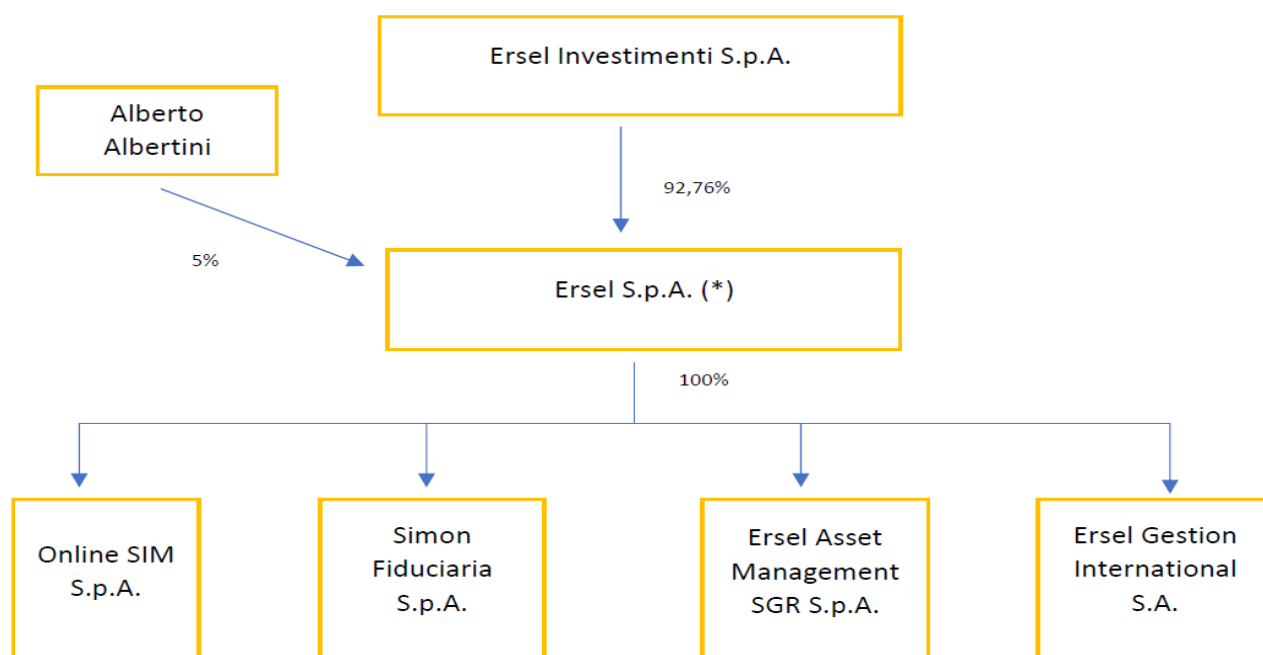 Ersel Investimenti S.p.A.
Alberto
Albertini
92,76%
5%
Ersel S.p.A. (*)
100%
Online SIM
S.p.A.
Simon
Fiduciaria
S.p.A.
Ersel Asset
Management
SGR S.p.A.
Ersel Gestion
International
S.A.